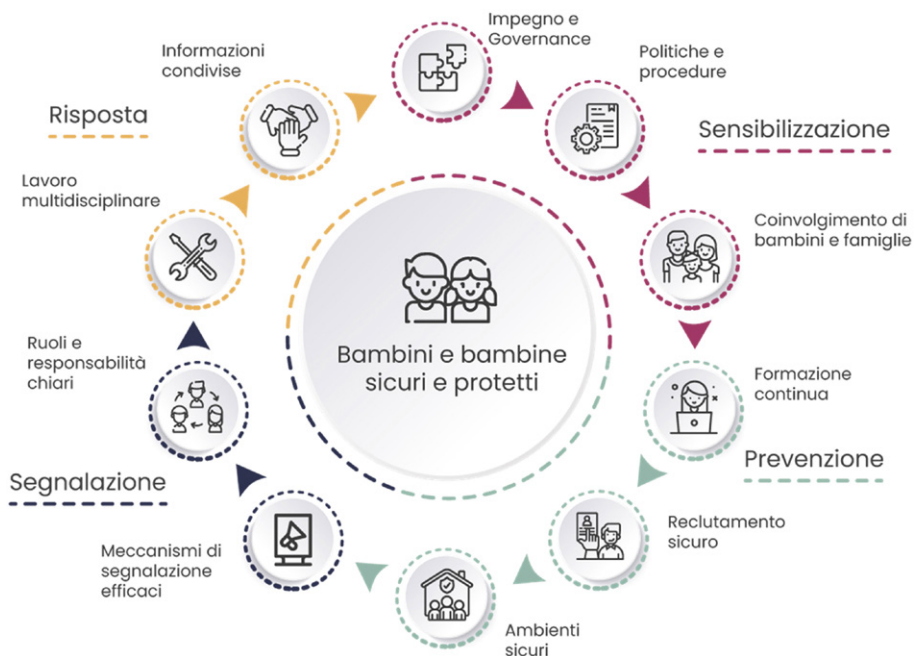 Impegno e
Governance
Politiche e
procedure
Sensibilizzazione
Coinvolgimento di
bambini e famiglie
Formazione
continua
Prevenzione
Reclutamento
sicuro
Ambienti
sicuri
Meccanismi di
segnalazione
efficaci
Segnalazione
Ruoli e
responsabilità
chiari
Lavoro
multidisciplinare
Risposta
Informazioni
condivise
Bambini e bambine
sicuri e protetti